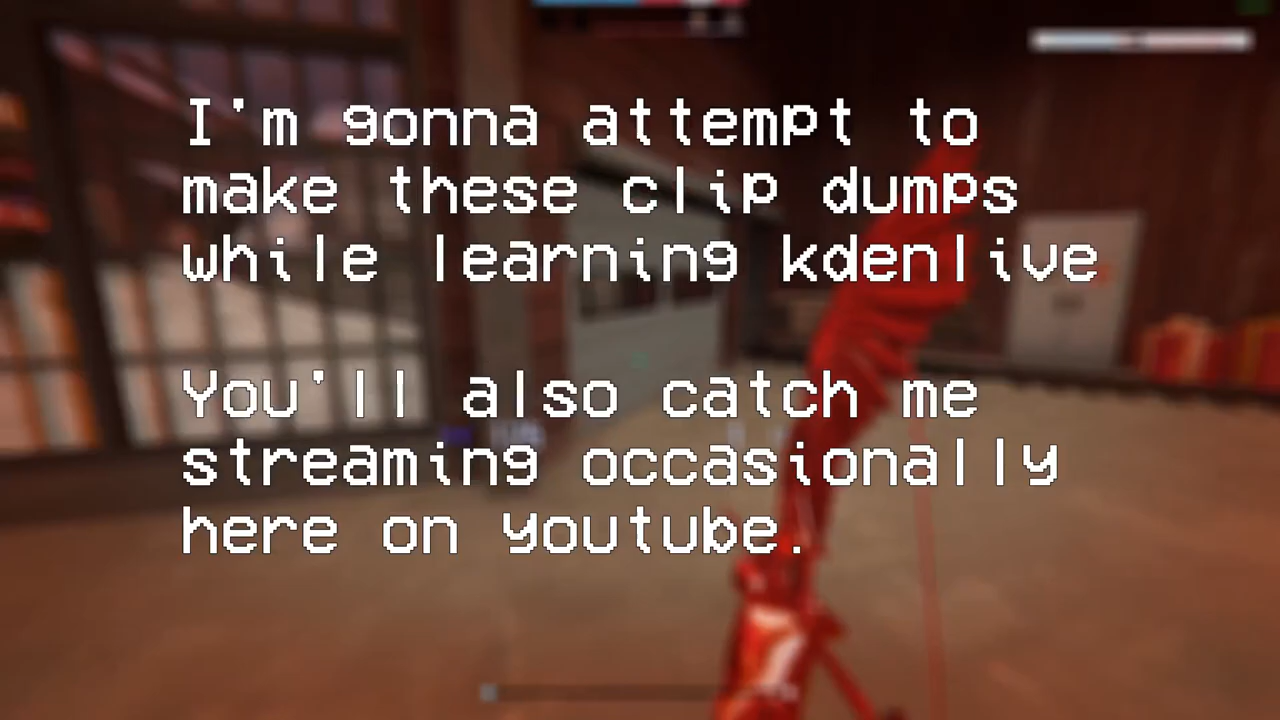 I'm gonna attempt to
make these clip dumps
while learning kdenlive
You'll also catch me
streaming occasionally
here on youtube.